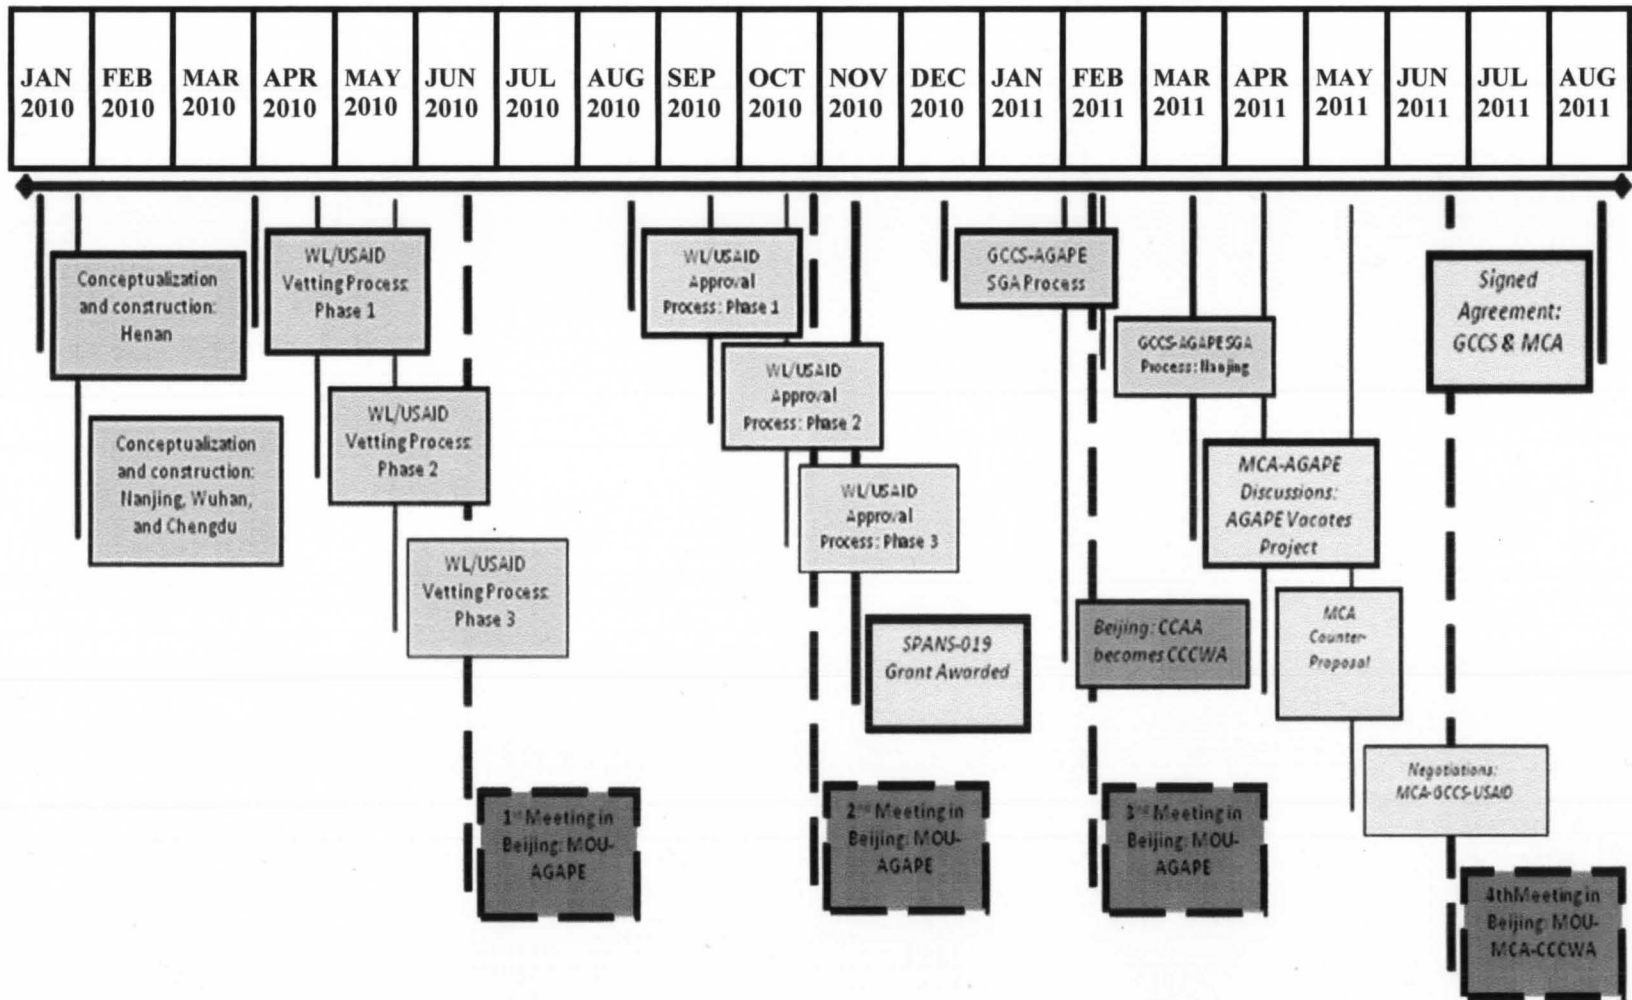 JAN 2010
FEB 2010
MAR 2010
APR 2010
MAY 2010
JUN 2010
JUL 2010
AUG 2010
SEP 2010
OCT 2010
NOV 2010
DEC 2010
JAN 2011
FEB 2011
MAR 2011
APR 2011
MAY 2011
JUN 2011
JUL 2011
AUG 2011
Conceptualization
and construction:
Henan
Conceptualization
and construction:
Nanjing, Wuhan,
and Chengdu
WL/USAID
Vetting Process:
Phase 1
WL/USAID
Vetting Process:
Phase 2
WL/USAID
Vetting Process:
Phase 3
1st Meeting in
Beijing: MOU-
AGAPE
WL/USAID
Approval
Process: Phase 1
WL/USAID
Approval
Process: Phase 2
WL/USAID
Approval
Process: Phase 3
SPANS-019
Grant Awarded
2nd Meeting in
Beijing: MOU-
AGAPE
GCCS-AGAPE
SGA Process
GCCS-AGAPE SGA
Process: Nanjing
Beijing: CCAA
becomes CCCWA
3rd Meeting in
Beijing: MOU-
AGAPE
MCA-AGAPE
Discussions:
AGAPE Vacates
Project
MCA
Counter-
Proposal
Negotiations:
MCA-GCCS-USAID
Signed
Agreement:
GCCS & MCA
4th Meeting in
Beijing: MOU-
MCA-CCCWA